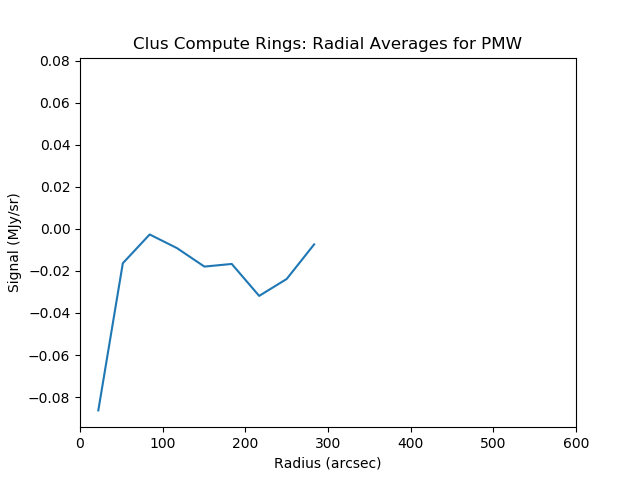 Clus Compute Rings: Radial Averages for PMW
0.08
0.06
0.04
0.02
0.00
−0.02
−0.04
−0.06
−0.08
Signal (MJy/sr)
0 100 200 300 400 500 600
Radius (arcsec)